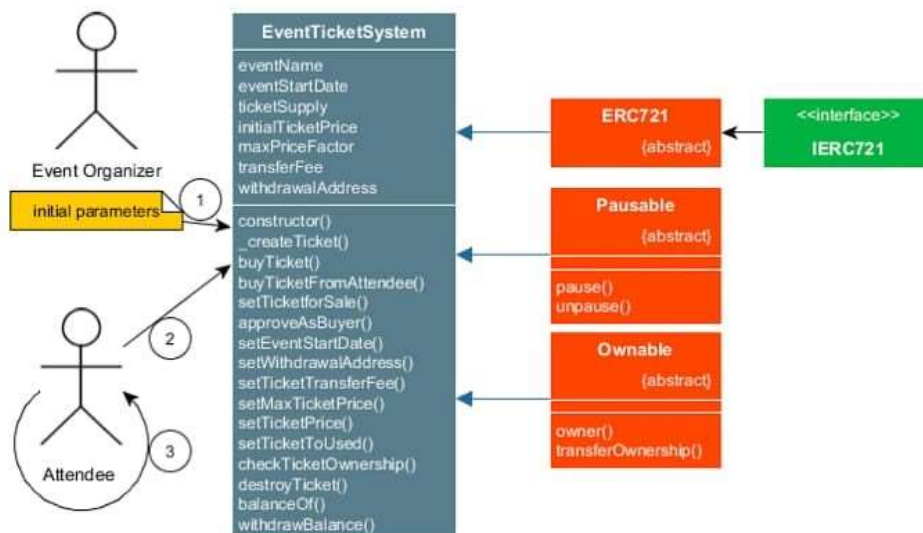 Event Organizer
initial parameters
1
2
3
Attendee
EventTicketSystem
eventName
eventStartDate
ticketSupply
initialTicketPrice
maxPriceFactor
transferFee
withdrawalAddress
constructor()
_createTicket()
buyTicket()
buyTicketFromAttendee()
setTicketforSale()
approveAsBuyer()
setEventStartDate()
setWithdrawalAddress()
setTicketTransferFee()
setMaxTicketPrice()
setTicketPrice()
setTicketToUsed()
checkTicketOwnership()
destroyTicket()
balanceOf()
withdrawBalance()
ERC721
{abstract}
<<interface>>
IERC721
Pausable
{abstract}
pause()
unpause()
Ownable
{abstract}
owner()
transferOwnership()